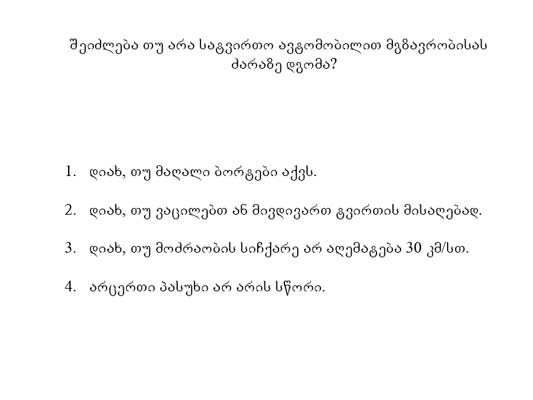 შეიძლება თუ არა საგვირთო ავტომობილით მგზავრობისას
ძარაზე დგომა?
1. დიახ, თუ მაღალი ბორტები აქვს.
2. დიახ, თუ ვაცილებთ ან მივდივართ ტვირთის მისაღებად.
3. დიახ, თუ მოძრაობის სიჩქარე არ აღემატება 30 კმ/სთ.
4. არცერთი პასუხი არ არის სწორი.